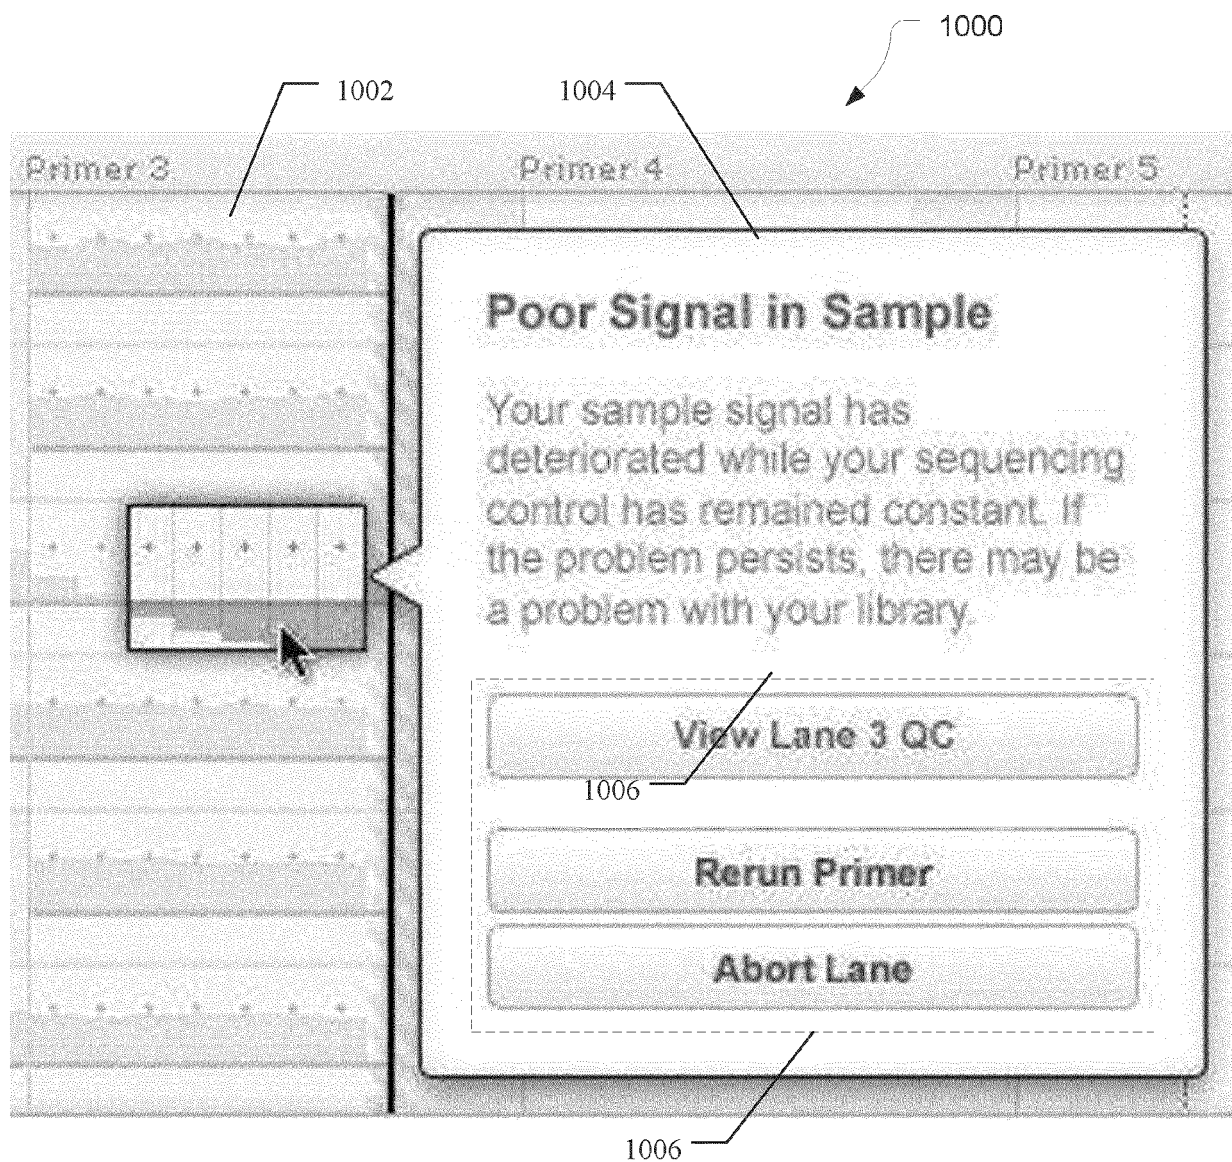 1000
1002
1004
Primer 3
Primer 4
Primer 5
Poor Signal in Sample
Your sample signal has
deteriorated while your sequencing
control has remained constant. If
the problem persists, there may be
a problem with your library.
View Lane 3 QC
1006
Rerun Primer
Abort Lane
1006